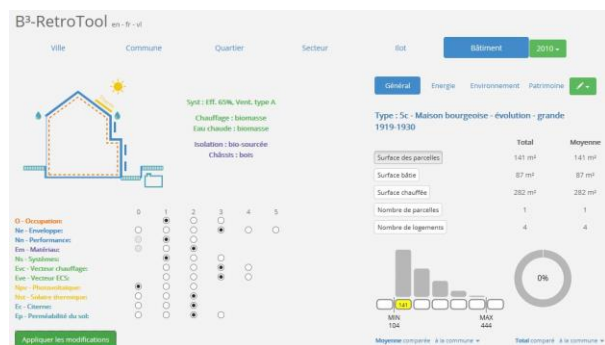 B³-RetroTool en - fr - vl
Ville Commune Quartier Secteur Ilot Bâtiment 2010
Général Energie Environnement Patrimoine
Syst : Eff. 65%, Vent. type A
Chauffage : biomasse
Eau chaude : biomasse
Isolation : bio-sourcée
Châssis : bois
Type : 5c - Maison bourgeoise - évolution - grande
1919-1930
Total Moyenne
Surface des parcelles 141 m² 141 m²
Surface bâtie 87 m² 87 m²
Surface chauffée 282 m² 282 m²
Nombre de parcelles 1 1
Nombre de logements 4 4
0 1 2 3 4 5
O - Occupation:
Ne - Enveloppe:
Nn - Performance:
Em - Matériau:
Ns - Systèmes:
Evc - Vecteur chauffage:
Eve - Vecteur ECS:
Npv - Photovoltaïque:
Nst - Solaire thermique:
Ec - Citerne:
Ep - Perméabilité du sol:
Appliquer les modifications
141
MIN
104
MAX
444
0%
Moyenne comparée à la commune
Total comparé à la commune